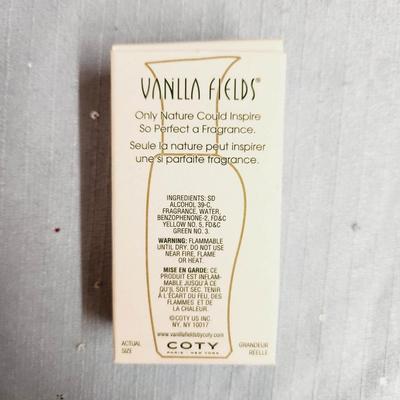 VANILLA FIELDS®
Only Nature Could Inspire
So Perfect a Fragrance.
Seule la nature peut inspirer
une si parfaite fragrance.
INGREDIENTS: SD
ALCOHOL 39-C,
FRAGRANCE, WATER,
BENZOPHENONE-2, FD&C
YELLOW NO. 5, FD&C
GREEN NO. 3.
WARNING: FLAMMABLE
UNTIL DRY. DO NOT USE
NEAR FIRE, FLAME
OR HEAT.
MISE EN GARDE: CE
PRODUIT EST INFLAM-
MABLE JUSQU'À CE
QU'IL SOIT SEC. TENIR
À L'ÉCART DU FEU, DES
FLAMMES ET DE
LA CHALEUR.
©COTY US INC.
NY, NY 10017
www.vanillafieldsbycoty.com
ACTUAL
SIZE
COTY
PARIS · NEW YORK
GRANDEUR
RÉELLE